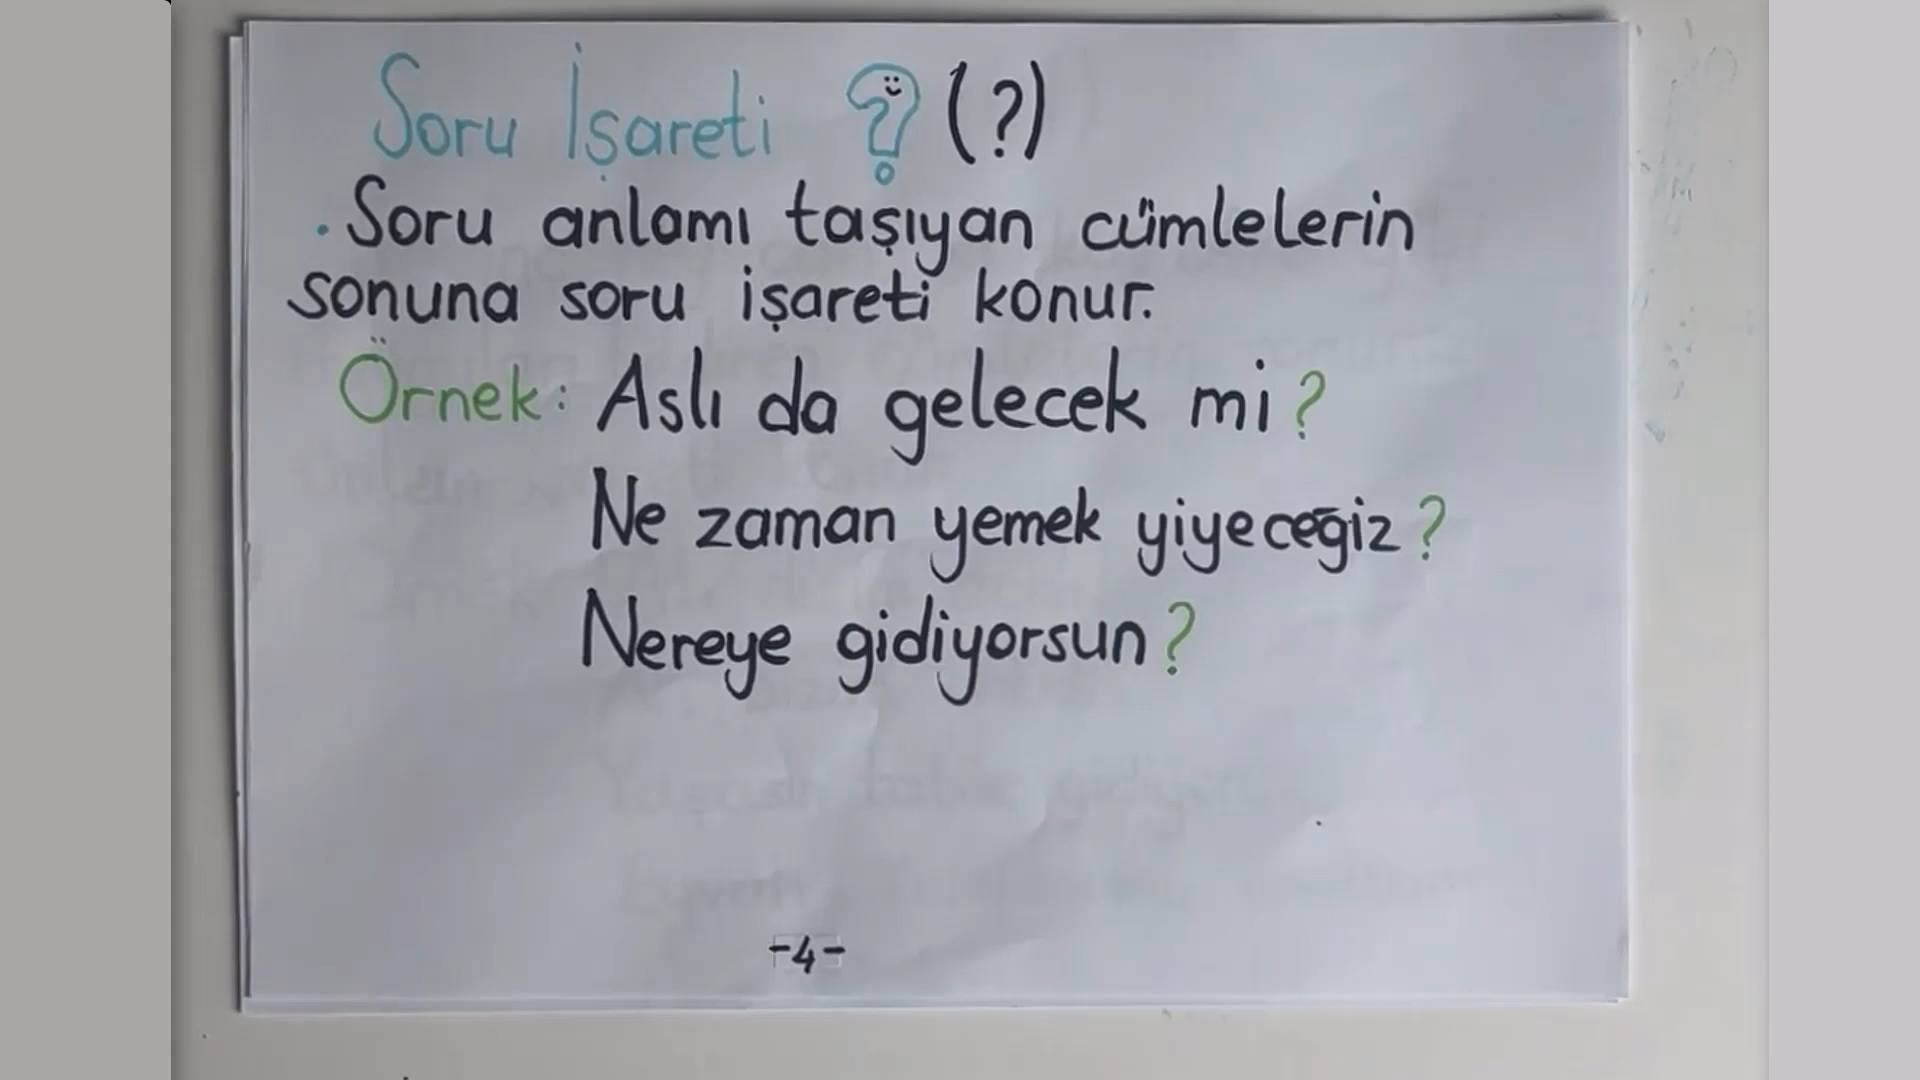 Soru İşareti ? (?)
. Soru anlamı taşıyan cümlelerin
sonuna soru işareti konur.
Örnek: Aslı da gelecek mi?
Ne zaman yemek yiyeceğiz?
Nereye gidiyorsun?
-4-